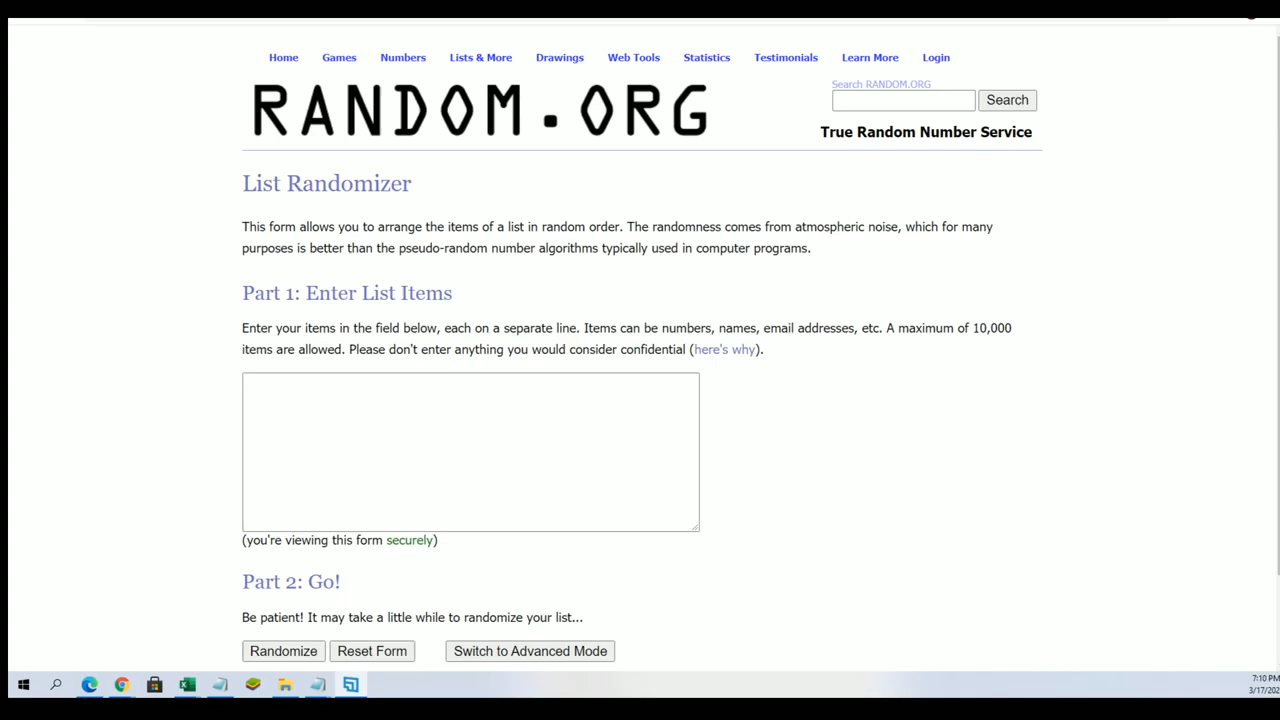 Home Games Numbers Lists & More Drawings Web Tools Statistics Testimonials Learn More Login
RANDOM.ORG
Search RANDOM.ORG
Search
True Random Number Service
List Randomizer
This form allows you to arrange the items of a list in random order. The randomness comes from atmospheric noise, which for many
purposes is better than the pseudo-random number algorithms typically used in computer programs.
Part 1: Enter List Items
Enter your items in the field below, each on a separate line. Items can be numbers, names, email addresses, etc. A maximum of 10,000
items are allowed. Please don't enter anything you would consider confidential (here's why).
(you're viewing this form securely)
Part 2: Go!
Be patient! It may take a little while to randomize your list...
Randomize Reset Form Switch to Advanced Mode
7:10 PM
3/17/202